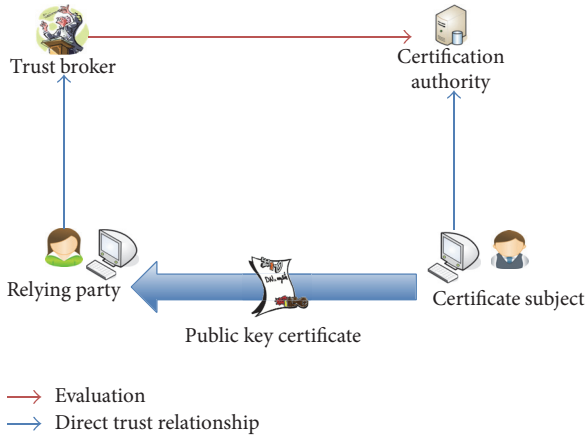 Trust broker
Certification
authority
Relying party
Certificate subject
Public key certificate
Evaluation
Direct trust relationship